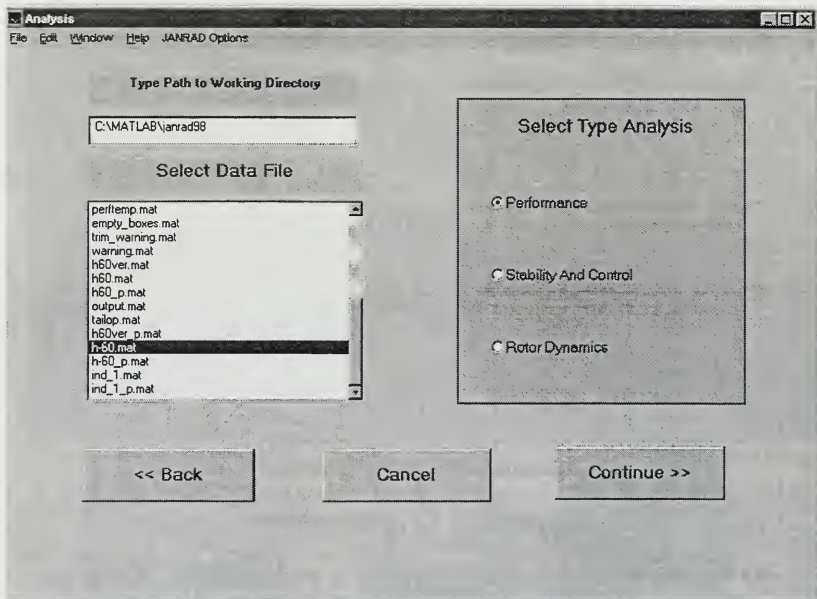 Analysis
File Edit Window Help JANRAD Options
Type Path to Working Directory
C:\MATLAB\janrad98
Select Data File
perftemp.mat
empty_boxes.mat
trim_warning.mat
warning.mat
h60ver.mat
h60.mat
h60_p.mat
output.mat
tailop.mat
h60ver_p.mat
h-60.mat
h-60_p.mat
ind_1.mat
ind_1_p.mat
Select Type Analysis
Performance
Stability And Control
Rotor Dynamics
<< Back
Cancel
Continue >>